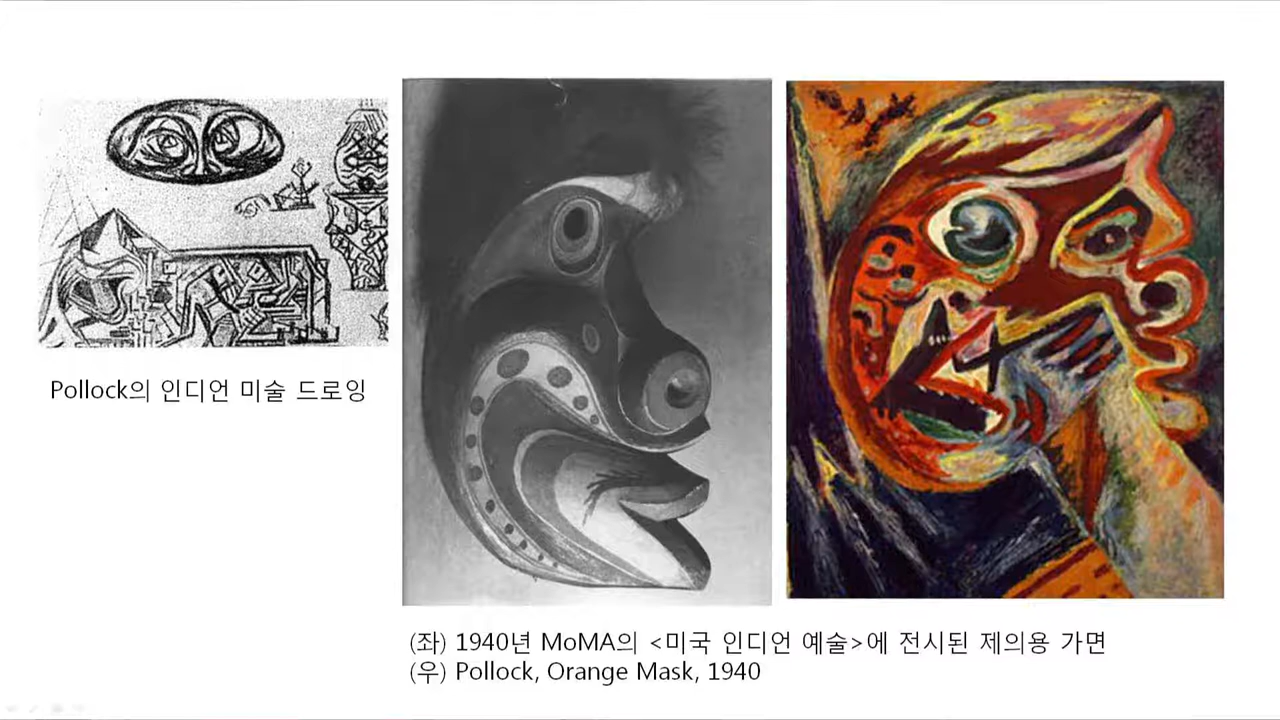 Pollock의 인디언 미술 드로잉
(좌) 1940년 MoMA의 <미국 인디언 예술>에 전시된 제의용 가면
(우) Pollock, Orange Mask, 1940